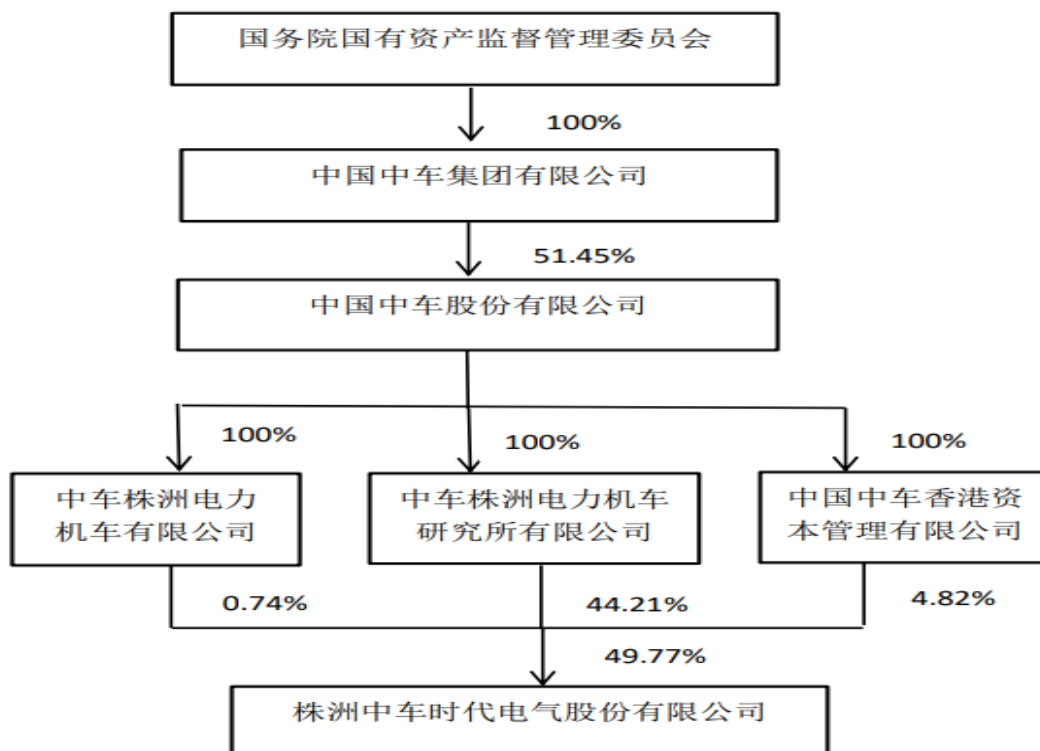 国务院国有资产监督管理委员会
100%
中国中车集团有限公司
51.45%
中国中车股份有限公司
100%
100%
100%
中车株洲电力
机车有限公司
中车株洲电力机车
研究所有限公司
中国中车香港资
本管理有限公司
0.74%
44.21%
4.82%
49.77%
株洲中车时代电气股份有限公司